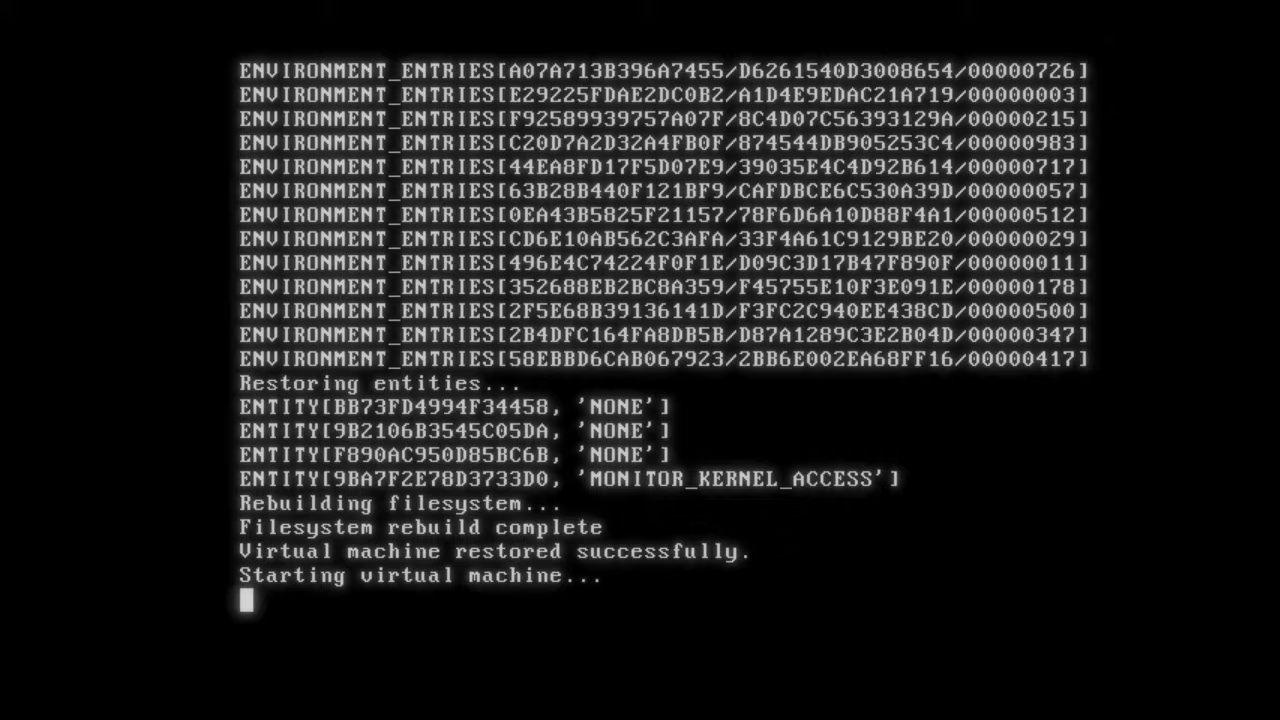 ENVIRONMENT_ENTRIES[A07A713B396A7455/D6261540D3008654/00000726]
ENVIRONMENT_ENTRIES[E29225FDAE2DC0B2/A1D4E9EDAC21A719/00000003]
ENVIRONMENT_ENTRIES[F92589939757A07F/8C4D07C56393129A/00000215]
ENVIRONMENT_ENTRIES[C20D7A2D32A4FB0F/874544DB905253C4/00000983]
ENVIRONMENT_ENTRIES[44EA8FD17F5D07E9/39035E4C4D92B614/00000717]
ENVIRONMENT_ENTRIES[63B28B440F121BF9/CAFDBCE6C530A39D/00000057]
ENVIRONMENT_ENTRIES[0EA43B5825F21157/78F6D6A10D88F4A1/00000512]
ENVIRONMENT_ENTRIES[CD6E10AB562C3AFA/33F4A61C9129BE20/00000029]
ENVIRONMENT_ENTRIES[496E4C74224F0F1E/D09C3D17B47F890F/00000011]
ENVIRONMENT_ENTRIES[352688EB2BC8A359/F45755E10F3E091E/00000178]
ENVIRONMENT_ENTRIES[2F5E68B39136141D/F3FC2C940EE438CD/00000500]
ENVIRONMENT_ENTRIES[2B4DFC164FA8DB5B/D87A1289C3E2B04D/00000347]
ENVIRONMENT_ENTRIES[58EBBD6CAB067923/2BB6E002EA68FF16/00000417]
Restoring entities...
ENTITY[BB73FD4994F34458, 'NONE']
ENTITY[9B2106B3545C05DA, 'NONE']
ENTITY[F890AC950D85BC6B, 'NONE']
ENTITY[9BA7F2E78D3733D0, 'MONITOR_KERNEL_ACCESS']
Rebuilding filesystem...
Filesystem rebuild complete
Virtual machine restored successfully.
Starting virtual machine...